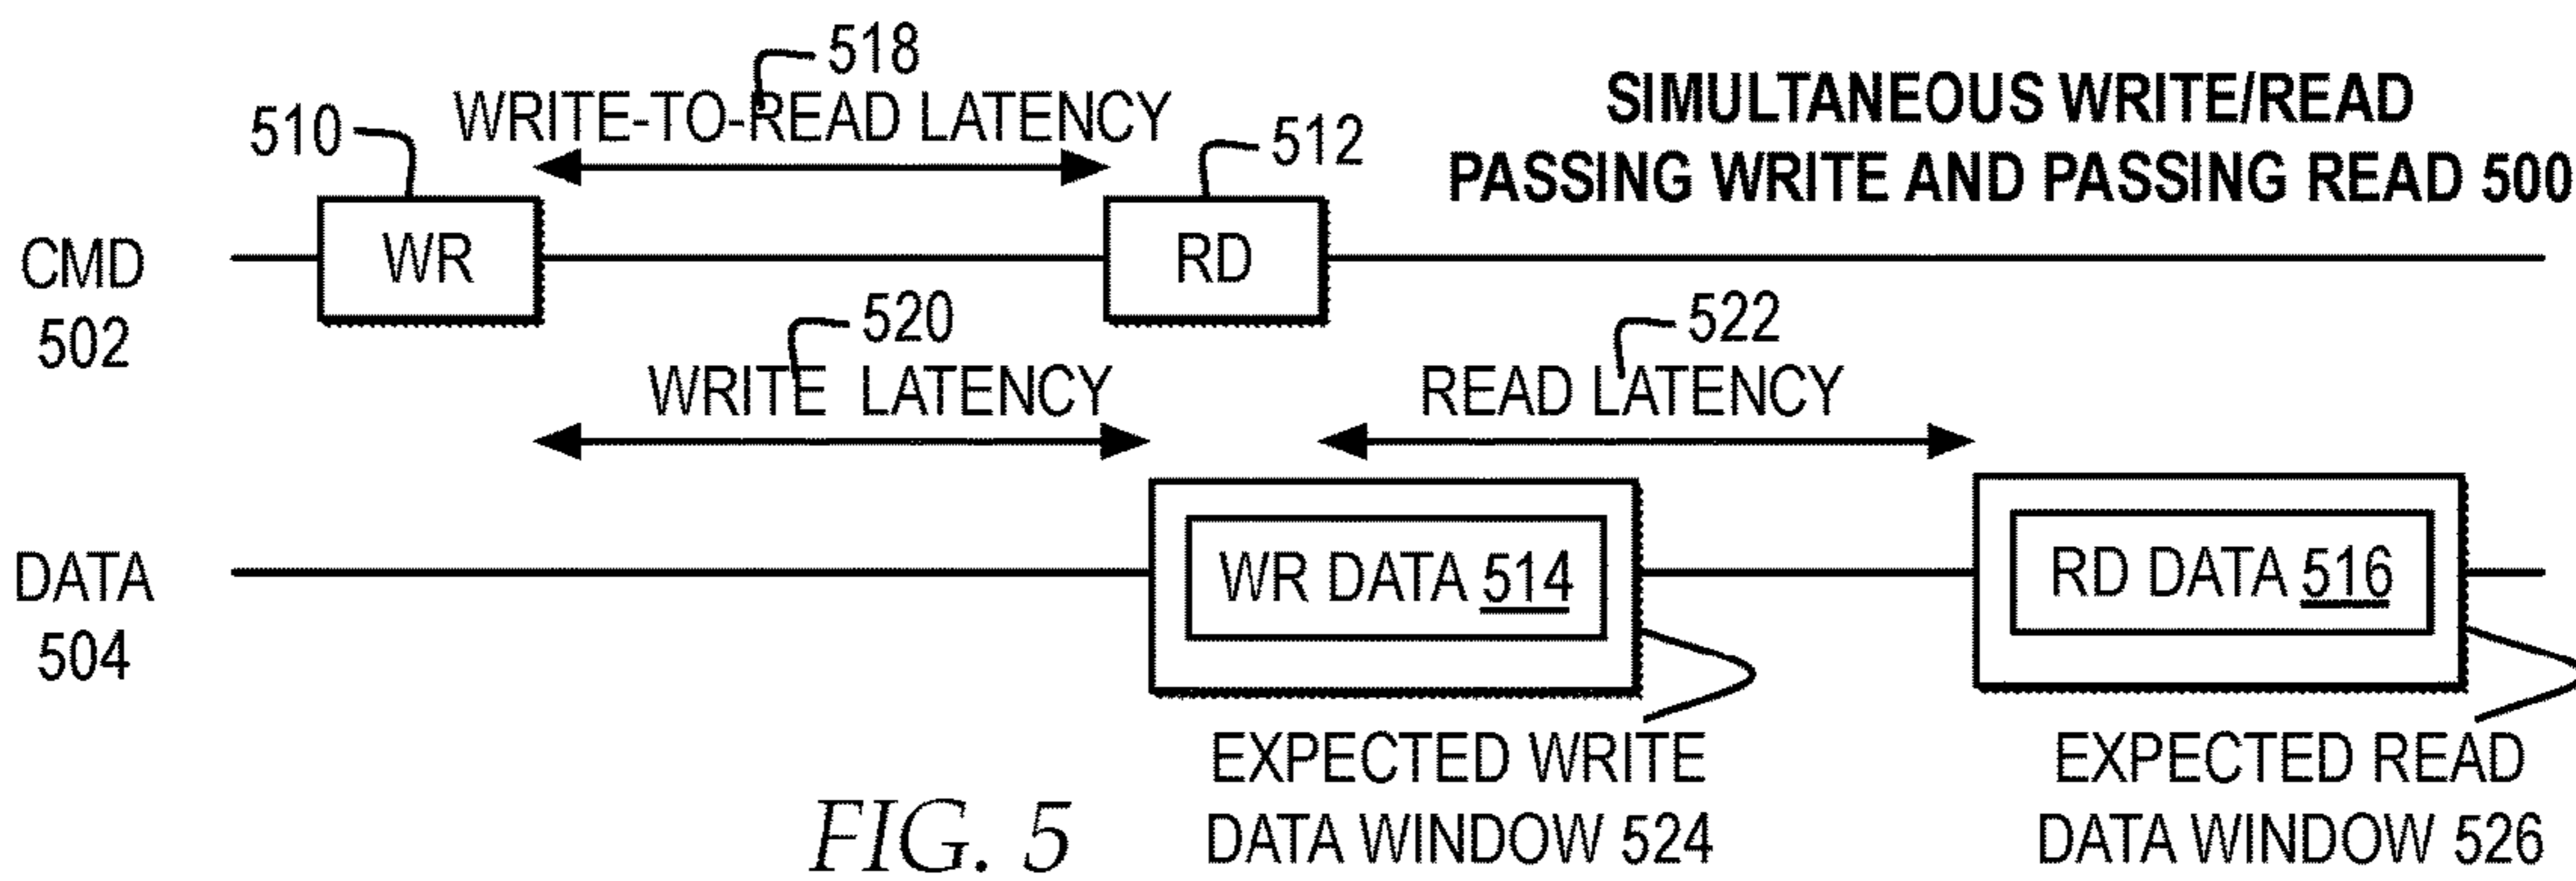 518
WRITE-TO-READ LATENCY
SIMULTANEOUS WRITE/READ
PASSING WRITE AND PASSING READ 500
510
512
CMD
502
WR
RD
520
WRITE LATENCY
522
READ LATENCY
DATA
504
WR DATA 514
RD DATA 516
EXPECTED WRITE
DATA WINDOW 524
EXPECTED READ
DATA WINDOW 526
FIG. 5